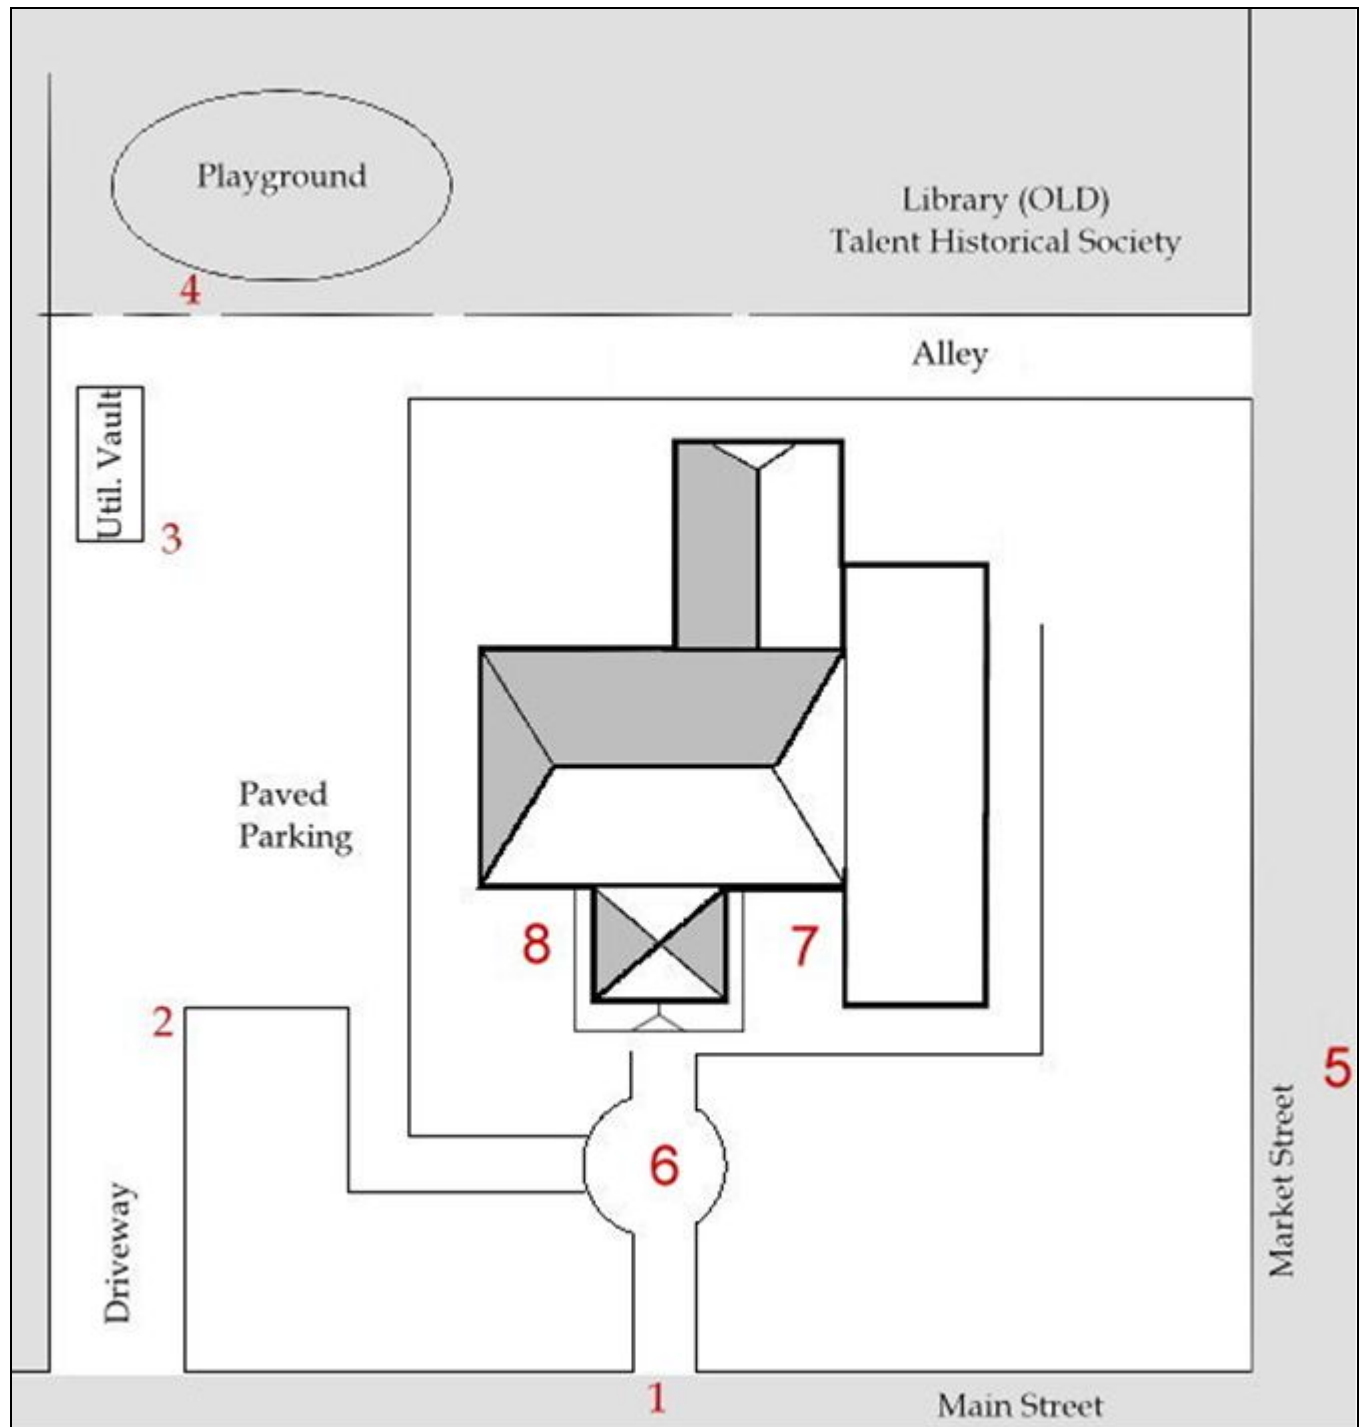 Playground
Library (OLD)
Talent Historical Society
4
Alley
Util. Vault
3
Paved
Parking
8
7
2
5
6
Market Street
Driveway
1
Main Street